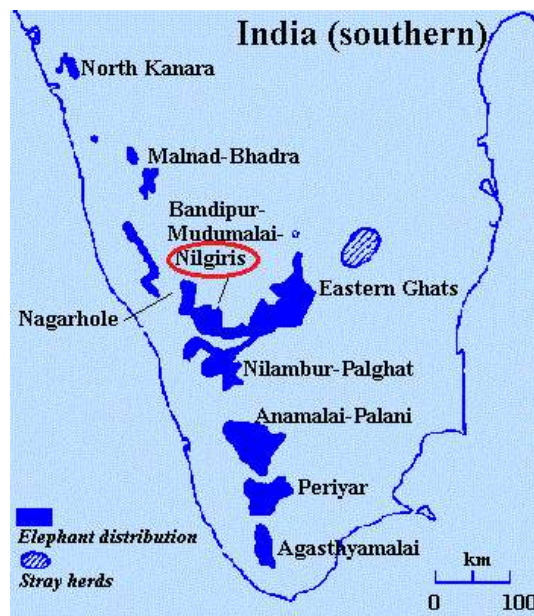 India (southern)
North Kanara
Malnad-Bhadra
Bandipur-
Mudumalai-
Nilgiris
Eastern Ghats
Nagarhole
Nilambur-Palghat
Anamalai-Palani
Periyar
Elephant distribution
Agasthyamalai
Stray herds
km
0 100